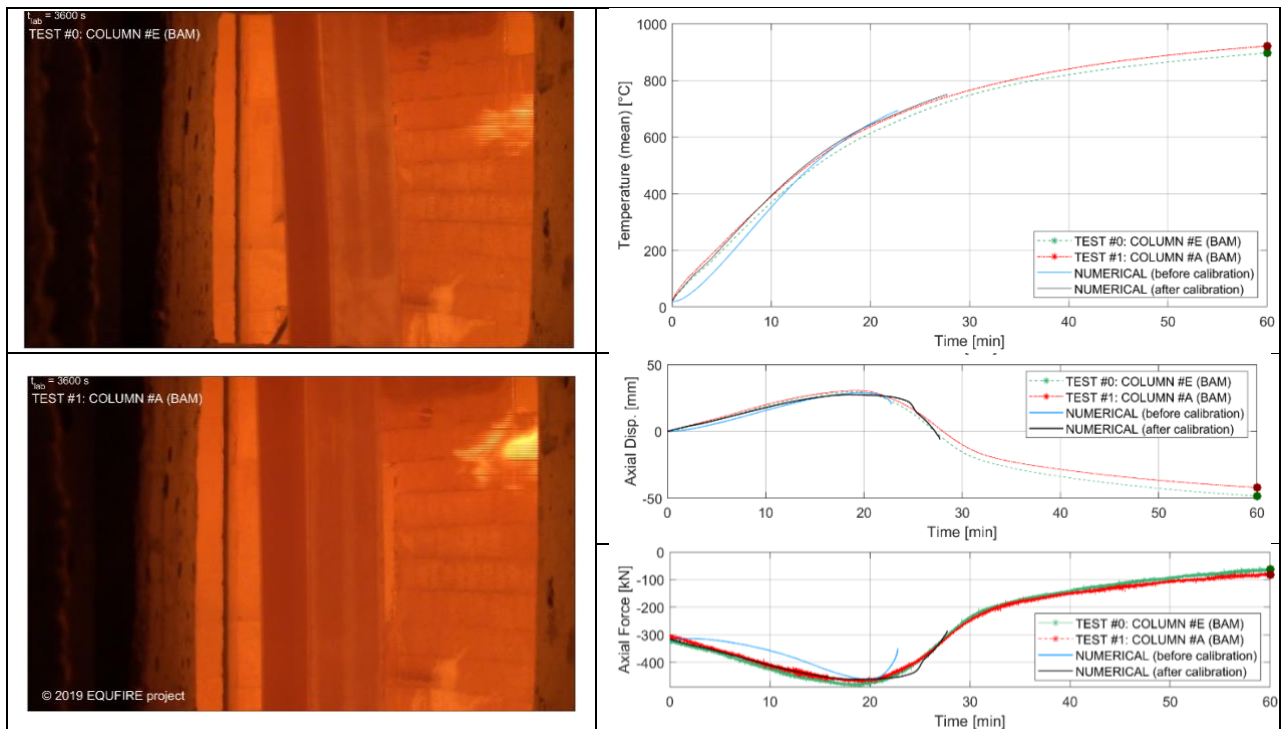 t_lab = 3600 s
TEST #0: COLUMN #E (BAM)
1000
800
600
400
200
0
Temperature (mean) [°C]
TEST #0: COLUMN #E (BAM)
TEST #1: COLUMN #A (BAM)
NUMERICAL (before calibration)
NUMERICAL (after calibration)
0 10 20 30 40 50 60
Time [min]
t_lab = 3600 s
TEST #1: COLUMN #A (BAM)
© 2019 EQUFIRE project
50
0
-50
Axial Disp. [mm]
TEST #0: COLUMN #E (BAM)
TEST #1: COLUMN #A (BAM)
NUMERICAL (before calibration)
NUMERICAL (after calibration)
0 10 20 30 40 50 60
Time [min]
0
-100
-200
-300
-400
Axial Force [kN]
TEST #0: COLUMN #E (BAM)
TEST #1: COLUMN #A (BAM)
NUMERICAL (before calibration)
NUMERICAL (after calibration)
0 10 20 30 40 50 60
Time [min]